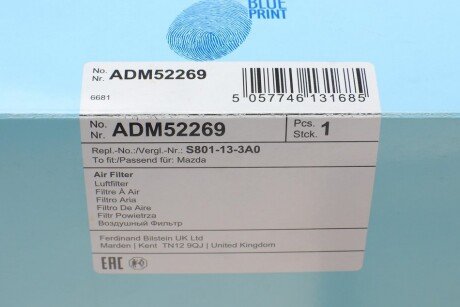 BLUE
PRINT
No.
Nr. ADM52269
6681
5 057746 131685
No.
Nr. ADM52269
Pcs.
Stck. 1
Repl.-No.:/Vergl.-Nr.: S801-13-3A0
To fit:/Passend für: Mazda
Air Filter
Luftfilter
Filtre À Air
Filtro Aria
Filtro De Aire
Filtr Powietrza
Воздушный Фильтр
Ferdinand Bilstein UK Ltd
Marden | Kent TN12 9QJ | United Kingdom
EAC